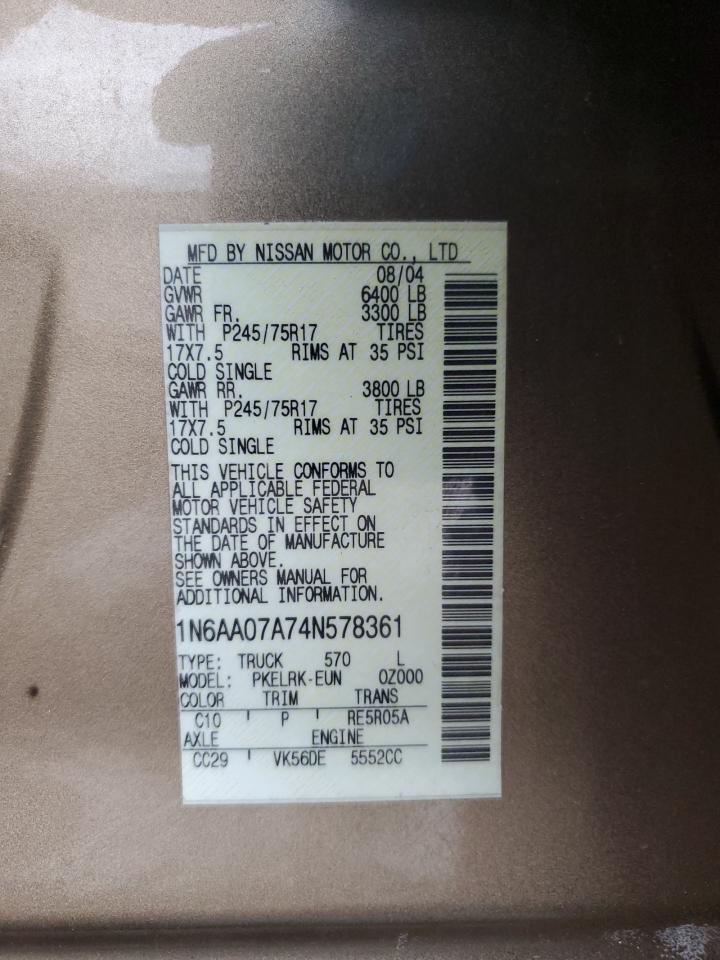 MFD BY NISSAN MOTOR CO., LTD
DATE 08/04
GVWR 6400 LB
GAWR FR. 3300 LB
WITH P245/75R17 TIRES
17X7.5 RIMS AT 35 PSI
COLD SINGLE
GAWR RR. 3800 LB
WITH P245/75R17 TIRES
17X7.5 RIMS AT 35 PSI
COLD SINGLE
THIS VEHICLE CONFORMS TO
ALL APPLICABLE FEDERAL
MOTOR VEHICLE SAFETY
STANDARDS IN EFFECT ON
THE DATE OF MANUFACTURE
SHOWN ABOVE.
SEE OWNERS MANUAL FOR
ADDITIONAL INFORMATION.
1N6AA07A74N578361
TYPE: TRUCK 570 L
MODEL: PKELRK-EUN 0Z000
COLOR TRIM TRANS
C10 ' P ' RE5R05A
AXLE ENGINE
CC29 ' VK56DE 5552CC